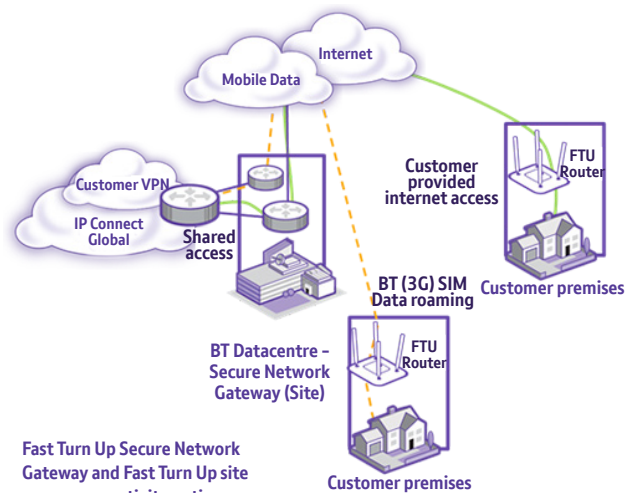 Internet
Mobile Data
Customer VPN
IP Connect
Global
Shared
access
Customer
provided
internet access
FTU
Router
Customer premises
BT (3G) SIM
Data roaming
BT Datacentre –
Secure Network
Gateway (Site)
FTU
Router
Customer premises
Fast Turn Up Secure Network
Gateway and Fast Turn Up site